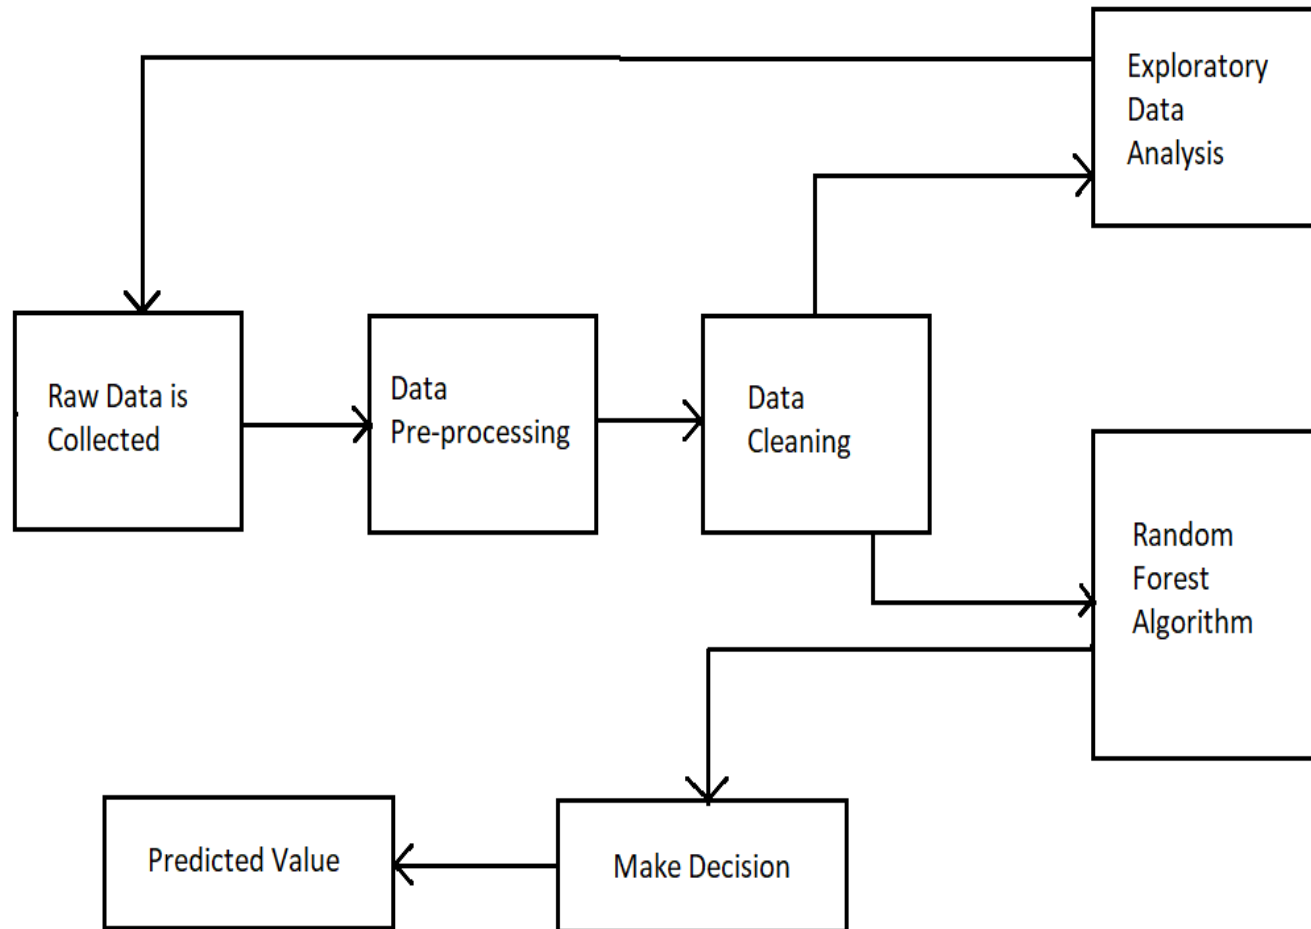 Exploratory
Data
Analysis
Raw Data is
Collected
Data
Pre-processing
Data
Cleaning
Random
Forest
Algorithm
Predicted Value
Make Decision